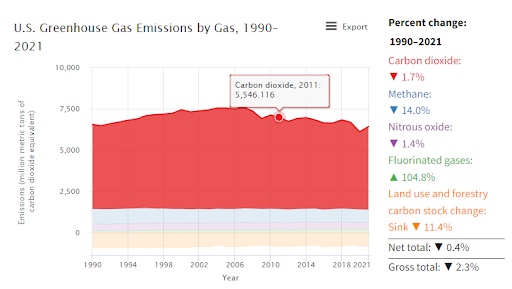 U.S. Greenhouse Gas Emissions by Gas, 1990–
2021
Export
Emissions (million metric tons of
carbon dioxide equivalent)
10,000
7,500
5,000
2,500
0
Carbon dioxide, 2011:
5,546.116
1990 1994 1998 2002 2006 2010 2014 2018 2021
Year
Percent change:
1990-2021
Carbon dioxide:
▼ 1.7%
Methane:
▼ 14.0%
Nitrous oxide:
▼ 1.4%
Fluorinated gases:
▲ 104.8%
Land use and forestry
carbon stock change:
Sink ▼ 11.4%
Net total: ▼ 0.4%
Gross total: ▼ 2.3%